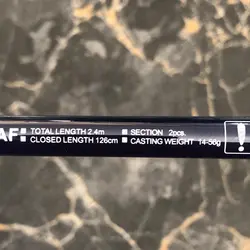 AF ▪ TOTAL LENGTH 2.4m ▪ SECTION 2pcs.
▪ CLOSED LENGTH 126cm ▪ CASTING WEIGHT 14-56g